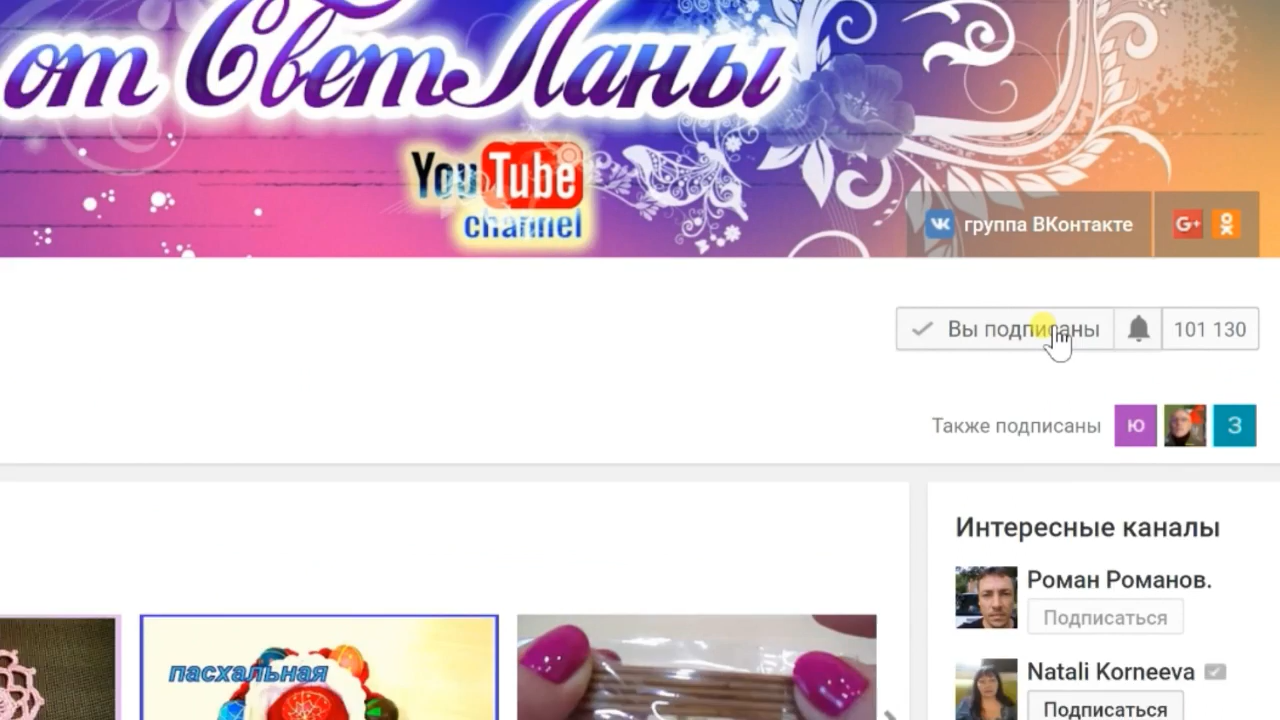 от СветЛаны
YouTube
channel
группа ВКонтакте
G+
Вы подписаны
101 130
Также подписаны
Ю
З
Интересные каналы
Роман Романов.
Подписаться
Natali Korneeva
Подписаться
пасхальная